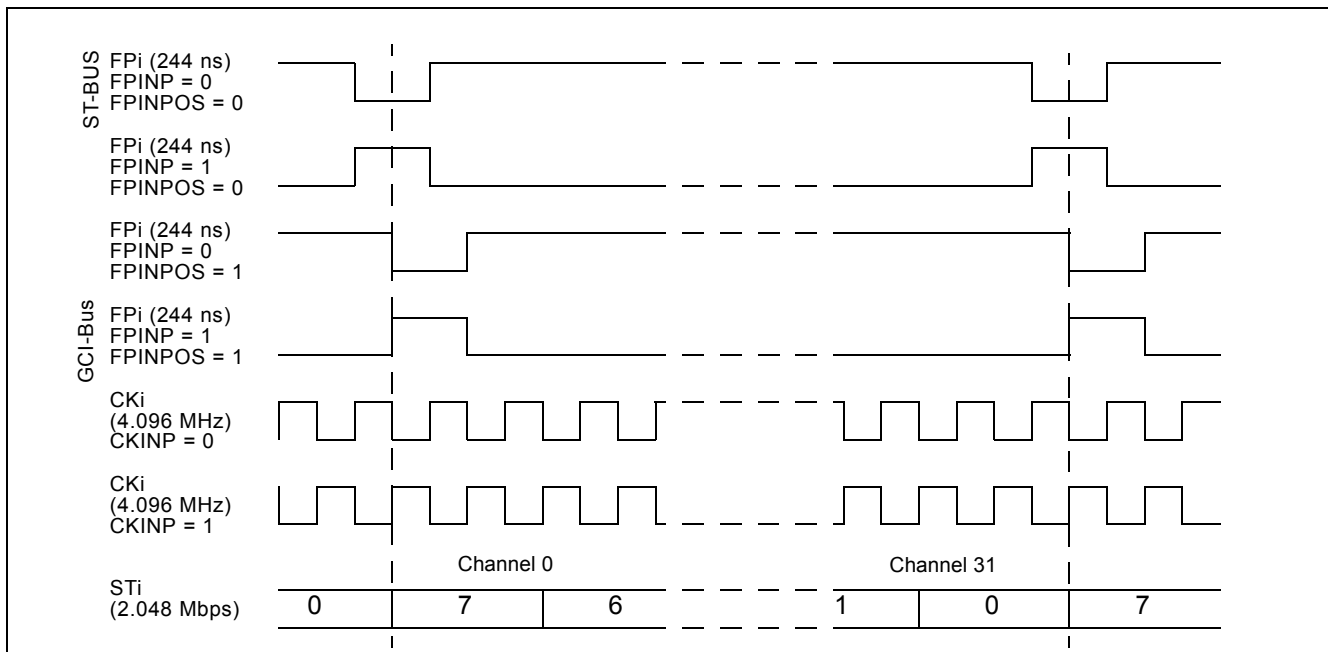 ST-BUS
FPi (244 ns)
FPINP = 0
FPINPOS = 0
FPi (244 ns)
FPINP = 1
FPINPOS = 0
FPi (244 ns)
FPINP = 0
FPINPOS = 1
GCI-Bus
FPi (244 ns)
FPINP = 1
FPINPOS = 1
CKi
(4.096 MHz)
CKINP = 0
CKi
(4.096 MHz)
CKINP = 1
Channel 0 Channel 31
STi
(2.048 Mbps)
0 7 6 1 0 7